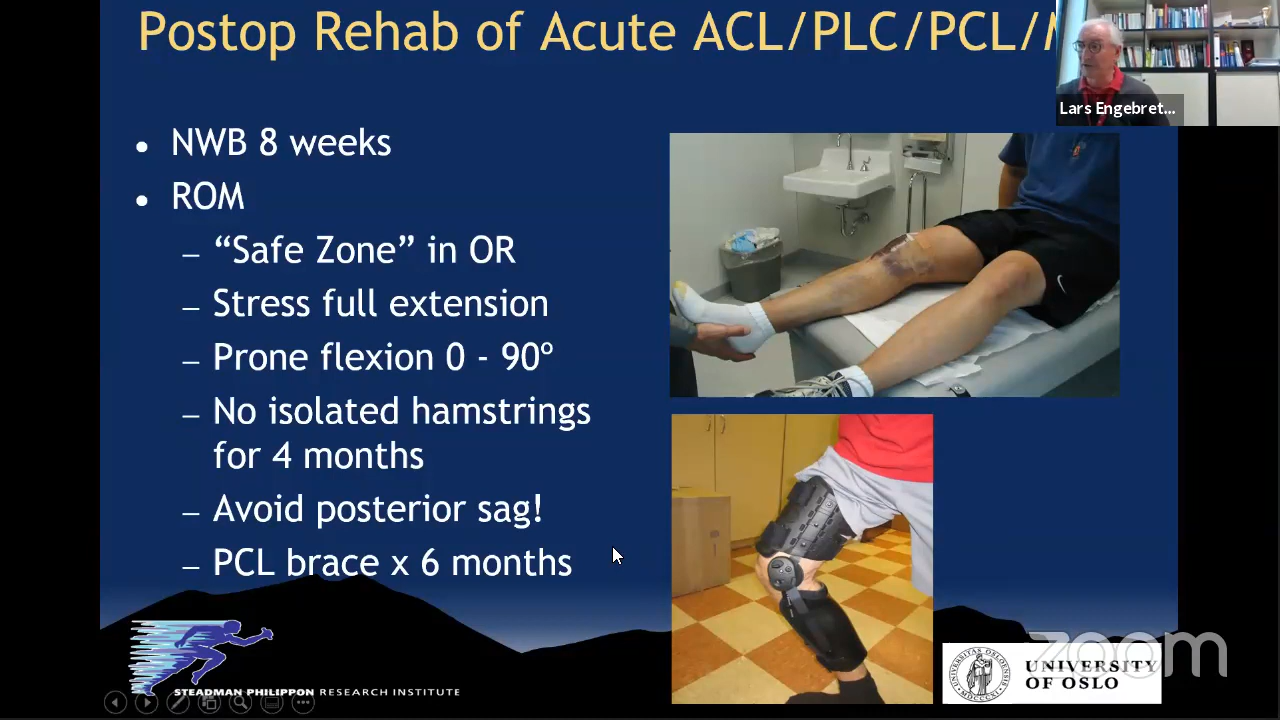 Postop Rehab of Acute ACL/PLC/PCL/
Lars Engebret...
• NWB 8 weeks
• ROM
– “Safe Zone” in OR
– Stress full extension
– Prone flexion 0 - 90º
– No isolated hamstrings
for 4 months
– Avoid posterior sag!
– PCL brace x 6 months
STEADMAN PHILIPPON RESEARCH INSTITUTE
zoom
UNIVERSITY
OF OSLO